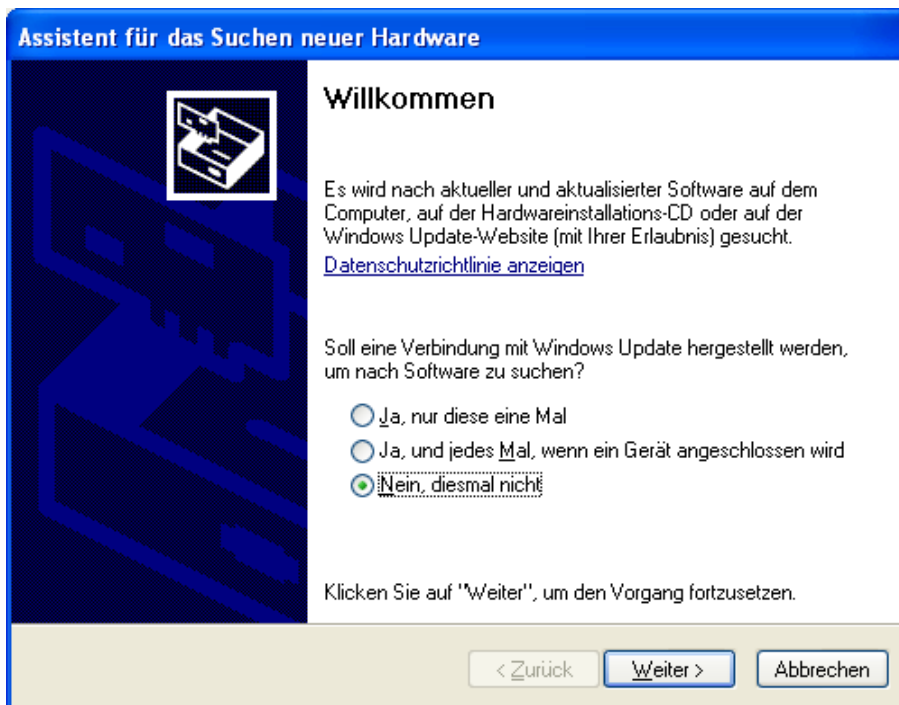 Assistent für das Suchen neuer Hardware
Willkommen
Es wird nach aktueller und aktualisierter Software auf dem
Computer, auf der Hardwareinstallations-CD oder auf der
Windows Update-Website (mit Ihrer Erlaubnis) gesucht.
Datenschutzrichtlinie anzeigen
Soll eine Verbindung mit Windows Update hergestellt werden,
um nach Software zu suchen?
Ja, nur diese eine Mal
Ja, und jedes Mal, wenn ein Gerät angeschlossen wird
Nein, diesmal nicht
Klicken Sie auf "Weiter", um den Vorgang fortzusetzen.
< Zurück Weiter > Abbrechen